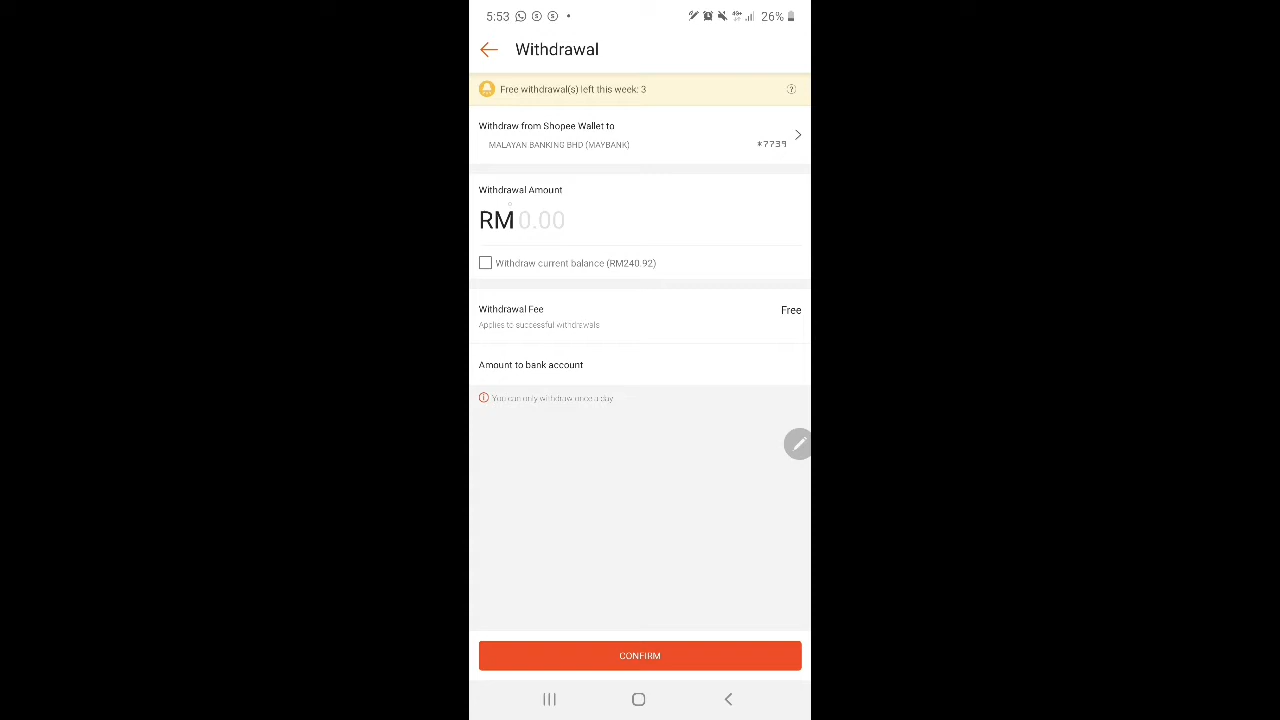 5:53 26%
Withdrawal
Free withdrawal(s) left this week: 3
Withdraw from Shopee Wallet to
MALAYAN BANKING BHD (MAYBANK) *7739
Withdrawal Amount
RM 0.00
Withdraw current balance (RM240.92)
Withdrawal Fee Free
Applies to successful withdrawals
Amount to bank account
You can only withdraw once a day
CONFIRM